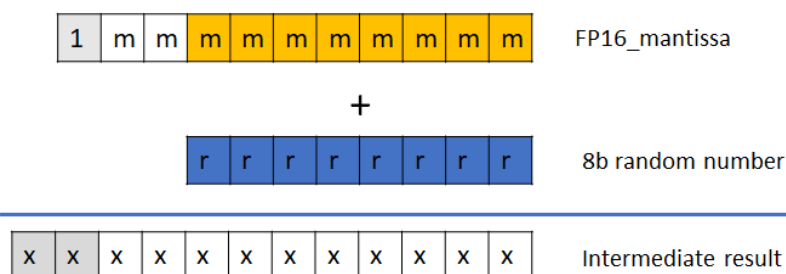 1 m m m m m m m m m m FP16_mantissa
+
r r r r r r r r 8b random number
x x x x x x x x x x x x Intermediate result